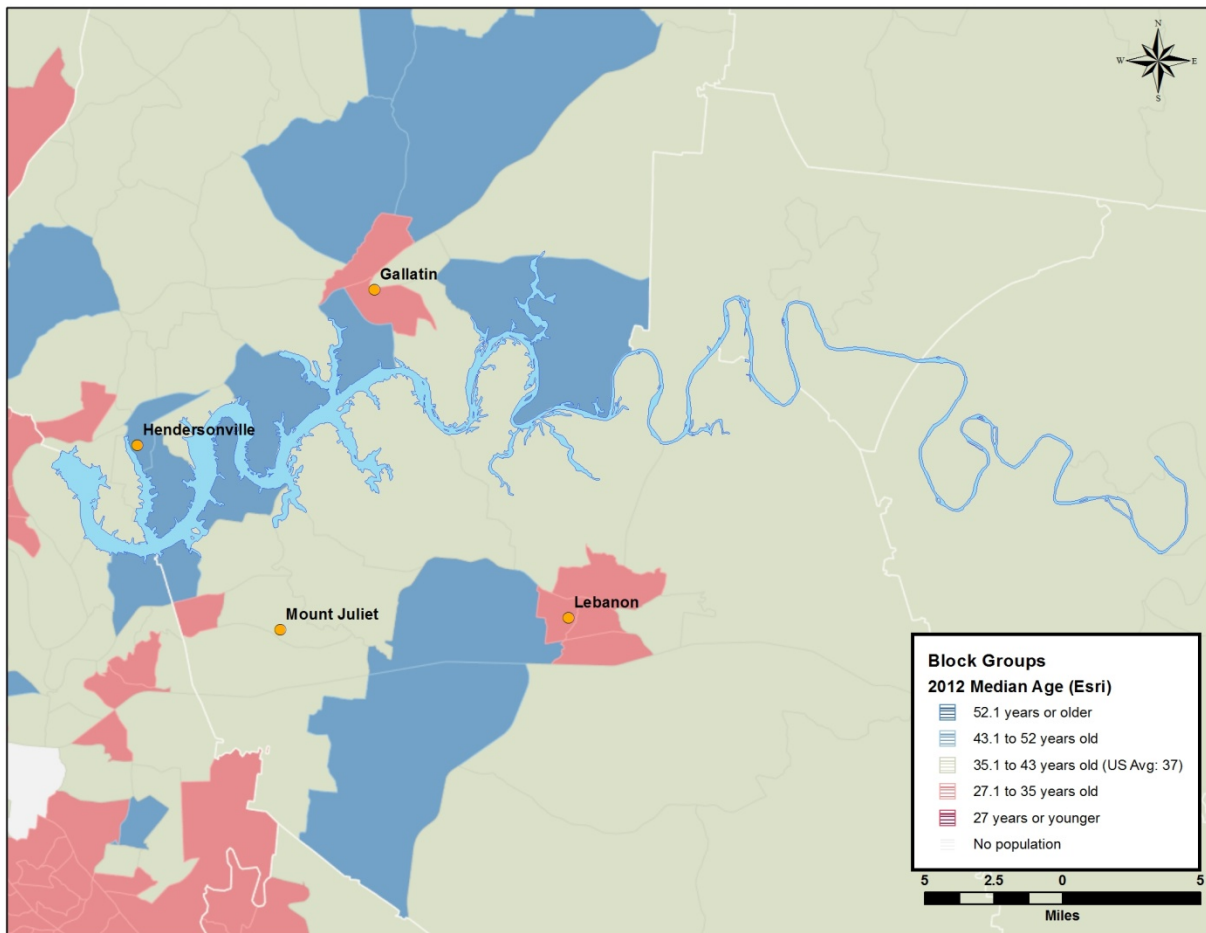 N
W E
S
Gallatin
Hendersonville
Lebanon
Mount Juliet
Block Groups
2012 Median Age (Esri)
52.1 years or older
43.1 to 52 years old
35.1 to 43 years old (US Avg: 37)
27.1 to 35 years old
27 years or younger
No population
5 2.5 0 5
Miles